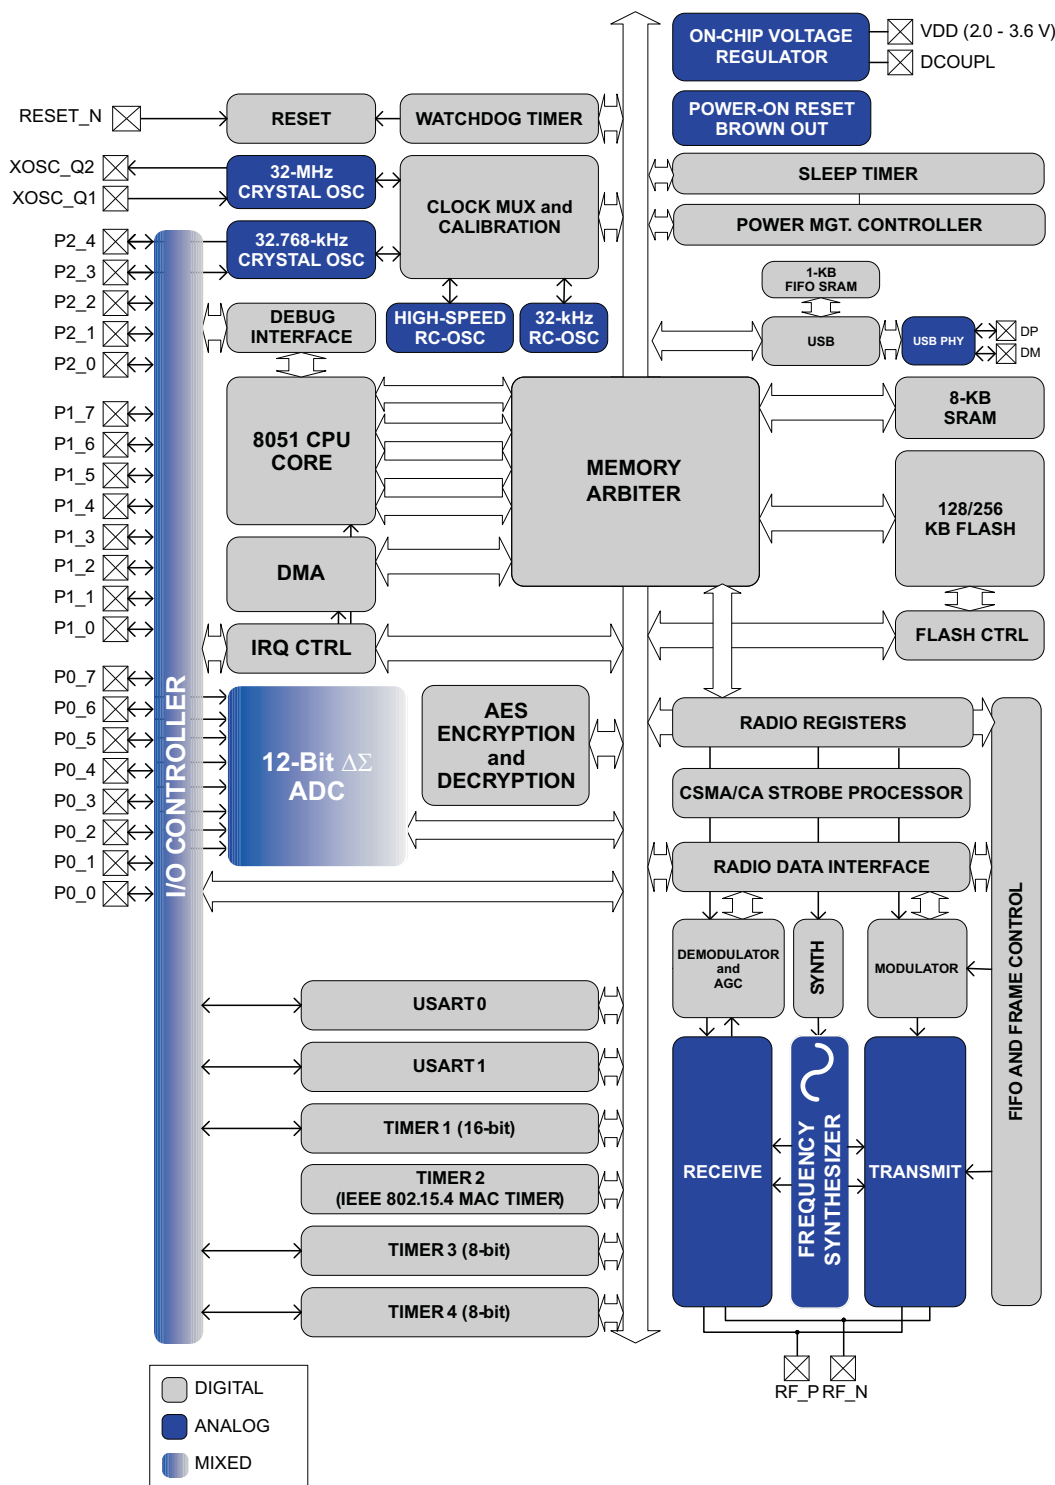 ON-CHIP VOLTAGE
REGULATOR
VDD (2.0 - 3.6 V)
DCOUPL
POWER-ON RESET
BROWN OUT
RESET_N
RESET
WATCHDOG TIMER
XOSC_Q2
XOSC_Q1
32-MHz
CRYSTAL OSC
CLOCK MUX and
CALIBRATION
SLEEP TIMER
POWER MGT. CONTROLLER
P2_4
P2_3
P2_2
P2_1
P2_0
32.768-kHz
CRYSTAL OSC
DEBUG
INTERFACE
HIGH-SPEED
RC-OSC
32-kHz
RC-OSC
1-KB
FIFO SRAM
USB
USB PHY
DP
DM
P1_7
P1_6
P1_5
P1_4
P1_3
P1_2
P1_1
P1_0
8051 CPU
CORE
MEMORY
ARBITER
8-KB
SRAM
128/256
KB FLASH
DMA
IRQ CTRL
FLASH CTRL
P0_7
P0_6
P0_5
P0_4
P0_3
P0_2
P0_1
P0_0
I/O CONTROLLER
12-Bit ΔΣ
ADC
AES
ENCRYPTION
and
DECRYPTION
RADIO REGISTERS
CSMA/CA STROBE PROCESSOR
RADIO DATA INTERFACE
DEMODULATOR
and
AGC
SYNTH
MODULATOR
FIFO AND FRAME CONTROL
USART 0
USART 1
TIMER 1 (16-bit)
TIMER 2
(IEEE 802.15.4 MAC TIMER)
TIMER 3 (8-bit)
TIMER 4 (8-bit)
RECEIVE
FREQUENCY
SYNTHESIZER
TRANSMIT
RF_P
RF_N
DIGITAL
ANALOG
MIXED